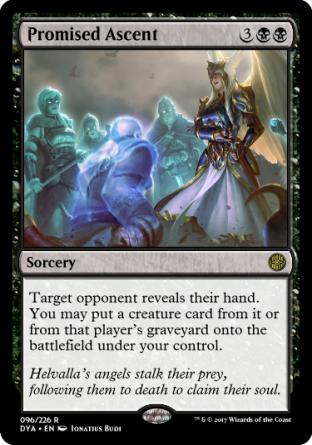 Promised Ascent 3
Sorcery
Target opponent reveals their hand.
You may put a creature card from it or
from that player's graveyard onto the
battlefield under your control.
Helvalla's angels stalk their prey,
following them to death to claim their soul.
096/226 R
DYA • EN Ionatius Budi
™ & © 2017 Wizards of the Coast